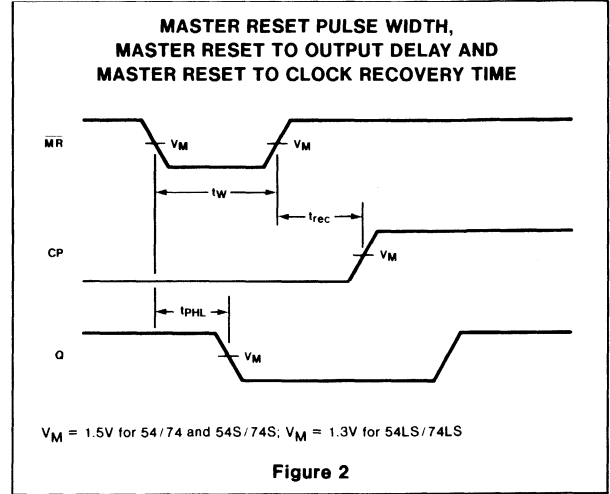 MASTER RESET PULSE WIDTH,
MASTER RESET TO OUTPUT DELAY AND
MASTER RESET TO CLOCK RECOVERY TIME
M̅R̅
VM
VM
tW
trec
CP
VM
tPHL
Q
VM
VM = 1.5V for 54/74 and 54S/74S; VM = 1.3V for 54LS/74LS
Figure 2